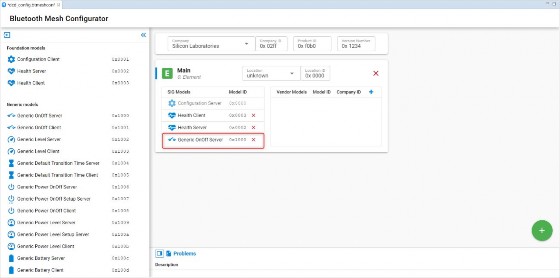 *dcd_config.btmeshconf
Bluetooth Mesh Configurator
Foundation models
Configuration Client 0x0001
Health Server 0x0002
Health Client 0x0003
Generic models
Generic OnOff Server 0x1000
Generic OnOff Client 0x1001
Generic Level Server 0x1002
Generic Level Client 0x1003
Generic Default Transition Time Server 0x1004
Generic Default Transition Time Client 0x1005
Generic Power OnOff Server 0x1006
Generic Power OnOff Setup Server 0x1007
Generic Power OnOff Client 0x1008
Generic Power Level Server 0x1009
Generic Power Level Setup Server 0x100a
Generic Power Level Client 0x100b
Generic Battery Server 0x100c
Generic Battery Client 0x100d
Company
Silicon Laboratories
Company ID
0x 02ff
Product ID
0x f0b0
Version Number
0x 1234
E
Main
Element
Location
unknown
Location ID
0x 0000
SIG Models Model ID
Configuration Server 0x0000
Health Client 0x0003
Health Server 0x0002
Generic OnOff Server 0x1000
Vendor Models Model ID Company ID
Problems
Description